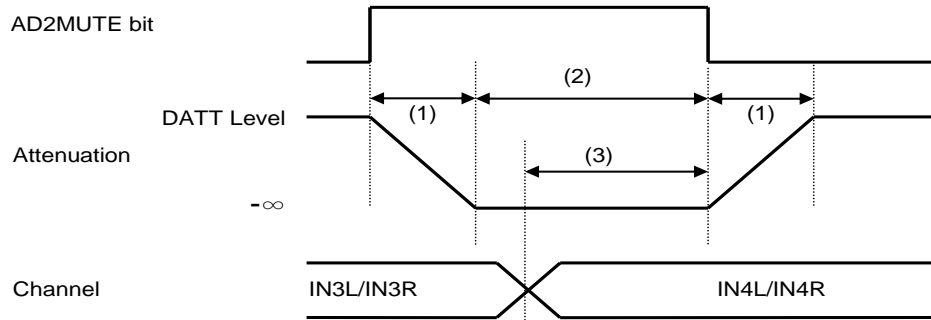 AD2MUTE bit
(2)
DATT Level
(1)
(1)
Attenuation
(3)
-∞
Channel
IN3L/IN3R
IN4L/IN4R